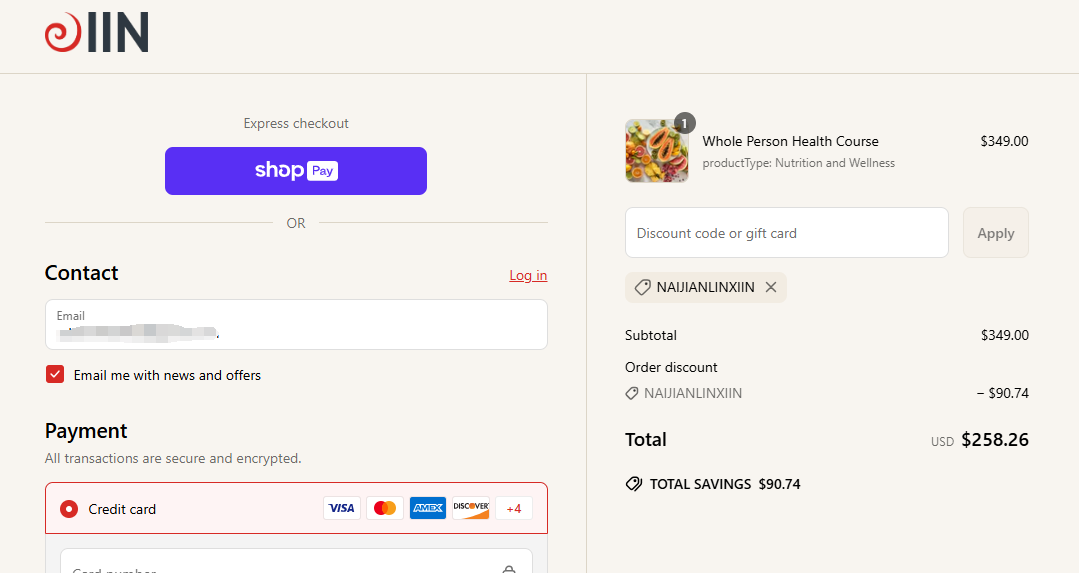 IIN
Express checkout
shop Pay
OR
Contact
Log in
Email
Email me with news and offers
Payment
All transactions are secure and encrypted.
Credit card
VISA
AMEX
DISCOVER
+4
Card number
1
Whole Person Health Course
$349.00
productType: Nutrition and Wellness
Discount code or gift card
Apply
NAIJIANLINXIIN
Subtotal
$349.00
Order discount
NAIJIANLINXIIN
− $90.74
Total
USD $258.26
TOTAL SAVINGS $90.74